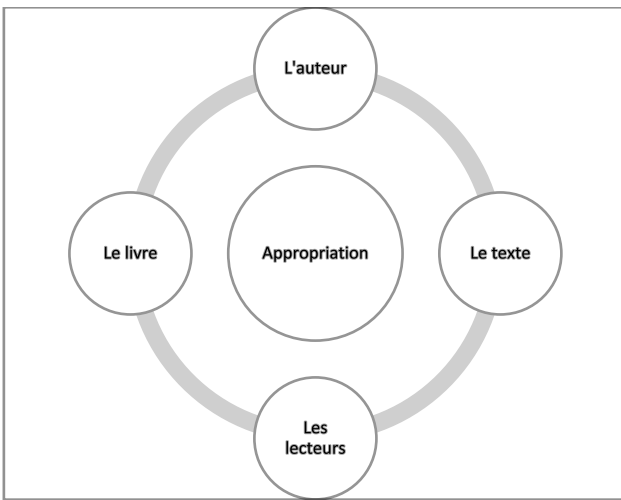 L'auteur
Le livre
Appropriation
Le texte
Les
lecteurs